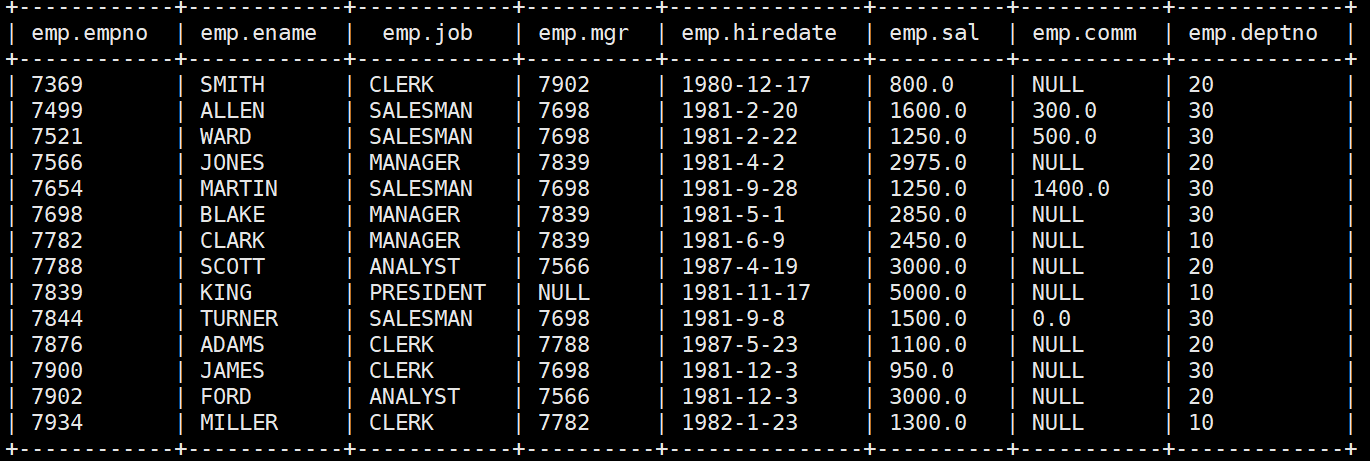 +------------+------------+------------+----------+---------------+----------+-----------+-------------+
| emp.empno | emp.ename | emp.job | emp.mgr | emp.hiredate | emp.sal | emp.comm | emp.deptno |
+------------+------------+------------+----------+---------------+----------+-----------+-------------+
| 7369 | SMITH | CLERK | 7902 | 1980-12-17 | 800.0 | NULL | 20 |
| 7499 | ALLEN | SALESMAN | 7698 | 1981-2-20 | 1600.0 | 300.0 | 30 |
| 7521 | WARD | SALESMAN | 7698 | 1981-2-22 | 1250.0 | 500.0 | 30 |
| 7566 | JONES | MANAGER | 7839 | 1981-4-2 | 2975.0 | NULL | 20 |
| 7654 | MARTIN | SALESMAN | 7698 | 1981-9-28 | 1250.0 | 1400.0 | 30 |
| 7698 | BLAKE | MANAGER | 7839 | 1981-5-1 | 2850.0 | NULL | 30 |
| 7782 | CLARK | MANAGER | 7839 | 1981-6-9 | 2450.0 | NULL | 10 |
| 7788 | SCOTT | ANALYST | 7566 | 1987-4-19 | 3000.0 | NULL | 20 |
| 7839 | KING | PRESIDENT | NULL | 1981-11-17 | 5000.0 | NULL | 10 |
| 7844 | TURNER | SALESMAN | 7698 | 1981-9-8 | 1500.0 | 0.0 | 30 |
| 7876 | ADAMS | CLERK | 7788 | 1987-5-23 | 1100.0 | NULL | 20 |
| 7900 | JAMES | CLERK | 7698 | 1981-12-3 | 950.0 | NULL | 30 |
| 7902 | FORD | ANALYST | 7566 | 1981-12-3 | 3000.0 | NULL | 20 |
| 7934 | MILLER | CLERK | 7782 | 1982-1-23 | 1300.0 | NULL | 10 |
+------------+------------+------------+----------+---------------+----------+-----------+-------------+